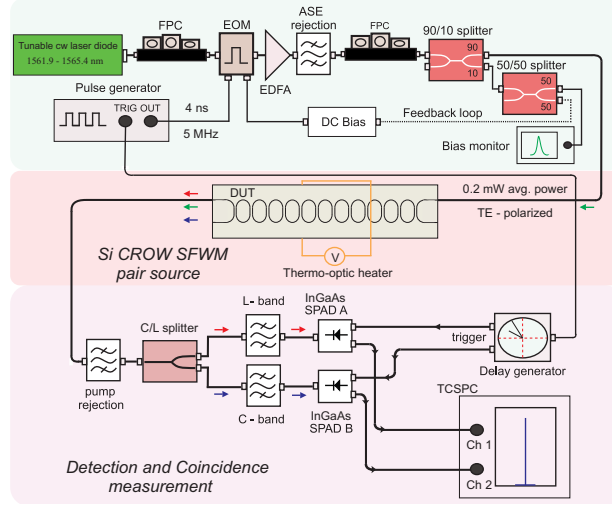 FPC
EOM
ASE
rejection
FPC
90/10 splitter
Tunable cw laser diode
1561.9 - 1565.4 nm
90
10
50/50 splitter
50
50
EDFA
Pulse generator
TRIG OUT
4 ns
5 MHz
DC Bias
Feedback loop
Bias monitor
DUT
0.2 mW avg. power
TE - polarized
V
Thermo-optic heater
Si CROW SFWM
pair source
L- band
InGaAs
SPAD A
C/L splitter
trigger
Delay generator
pump
rejection
C - band
InGaAs
SPAD B
TCSPC
Ch 1
Ch 2
Detection and Coincidence
measurement